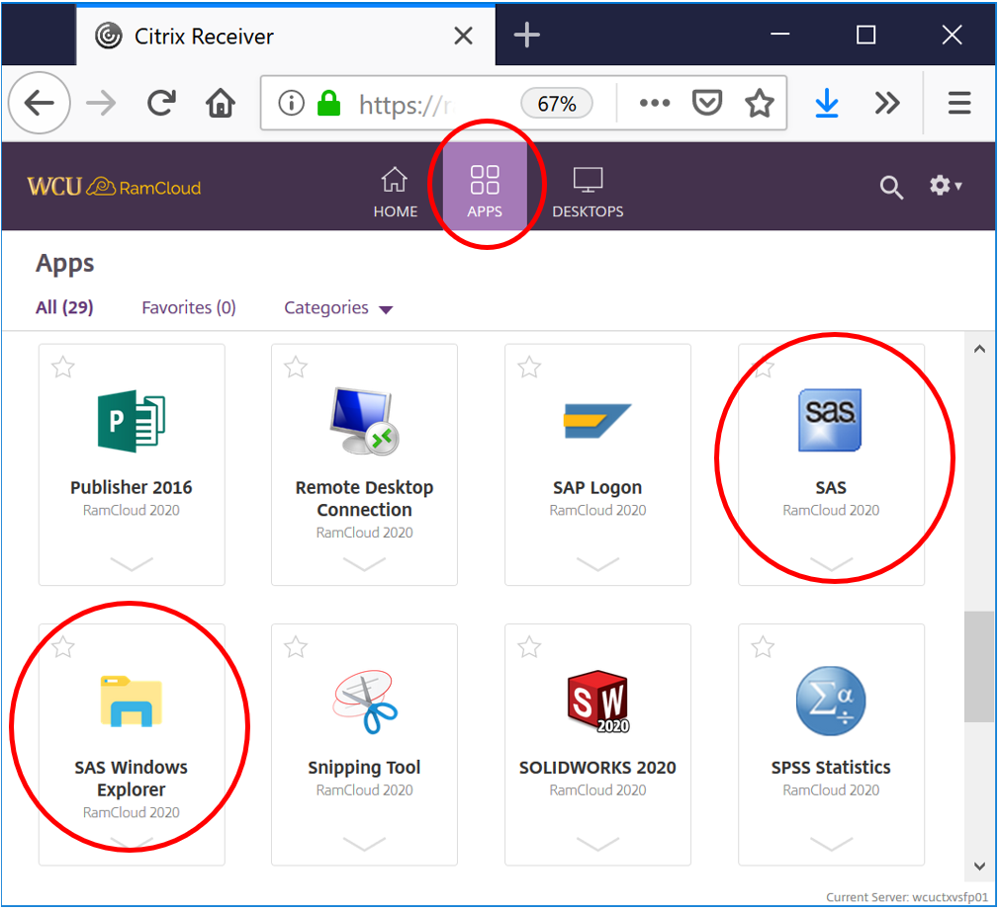 Citrix Receiver
https://
67%
WCU RamCloud
HOME
APPS
DESKTOPS
Apps
All (29)
Favorites (0)
Categories
Publisher 2016
RamCloud 2020
Remote Desktop
Connection
RamCloud 2020
SAP Logon
RamCloud 2020
sas
SAS
RamCloud 2020
SAS Windows
Explorer
RamCloud 2020
Snipping Tool
RamCloud 2020
SW
2020
SOLIDWORKS 2020
RamCloud 2020
Σα
SPSS Statistics
RamCloud 2020
Current Server: wcuctxvsfp01